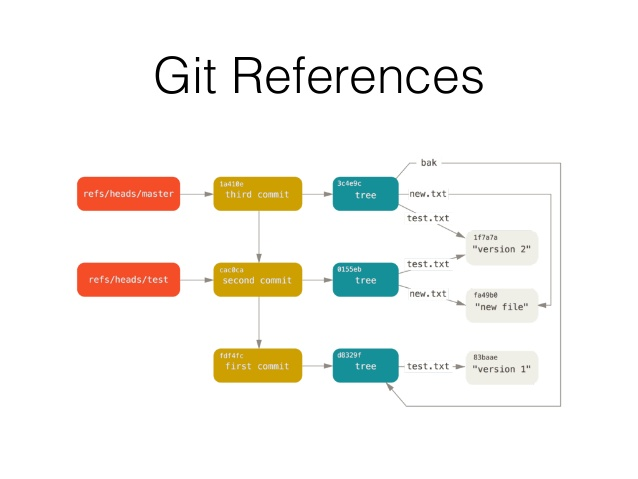 Git References
bak
refs/heads/master
1a410e
third commit
3c4e9c
tree
new.txt
test.txt
1f7a7a
"version 2"
refs/heads/test
cac0ca
second commit
0155eb
tree
test.txt
new.txt
fa49b0
"new file"
fdf4fc
first commit
d8329f
tree
test.txt
83baae
"version 1"